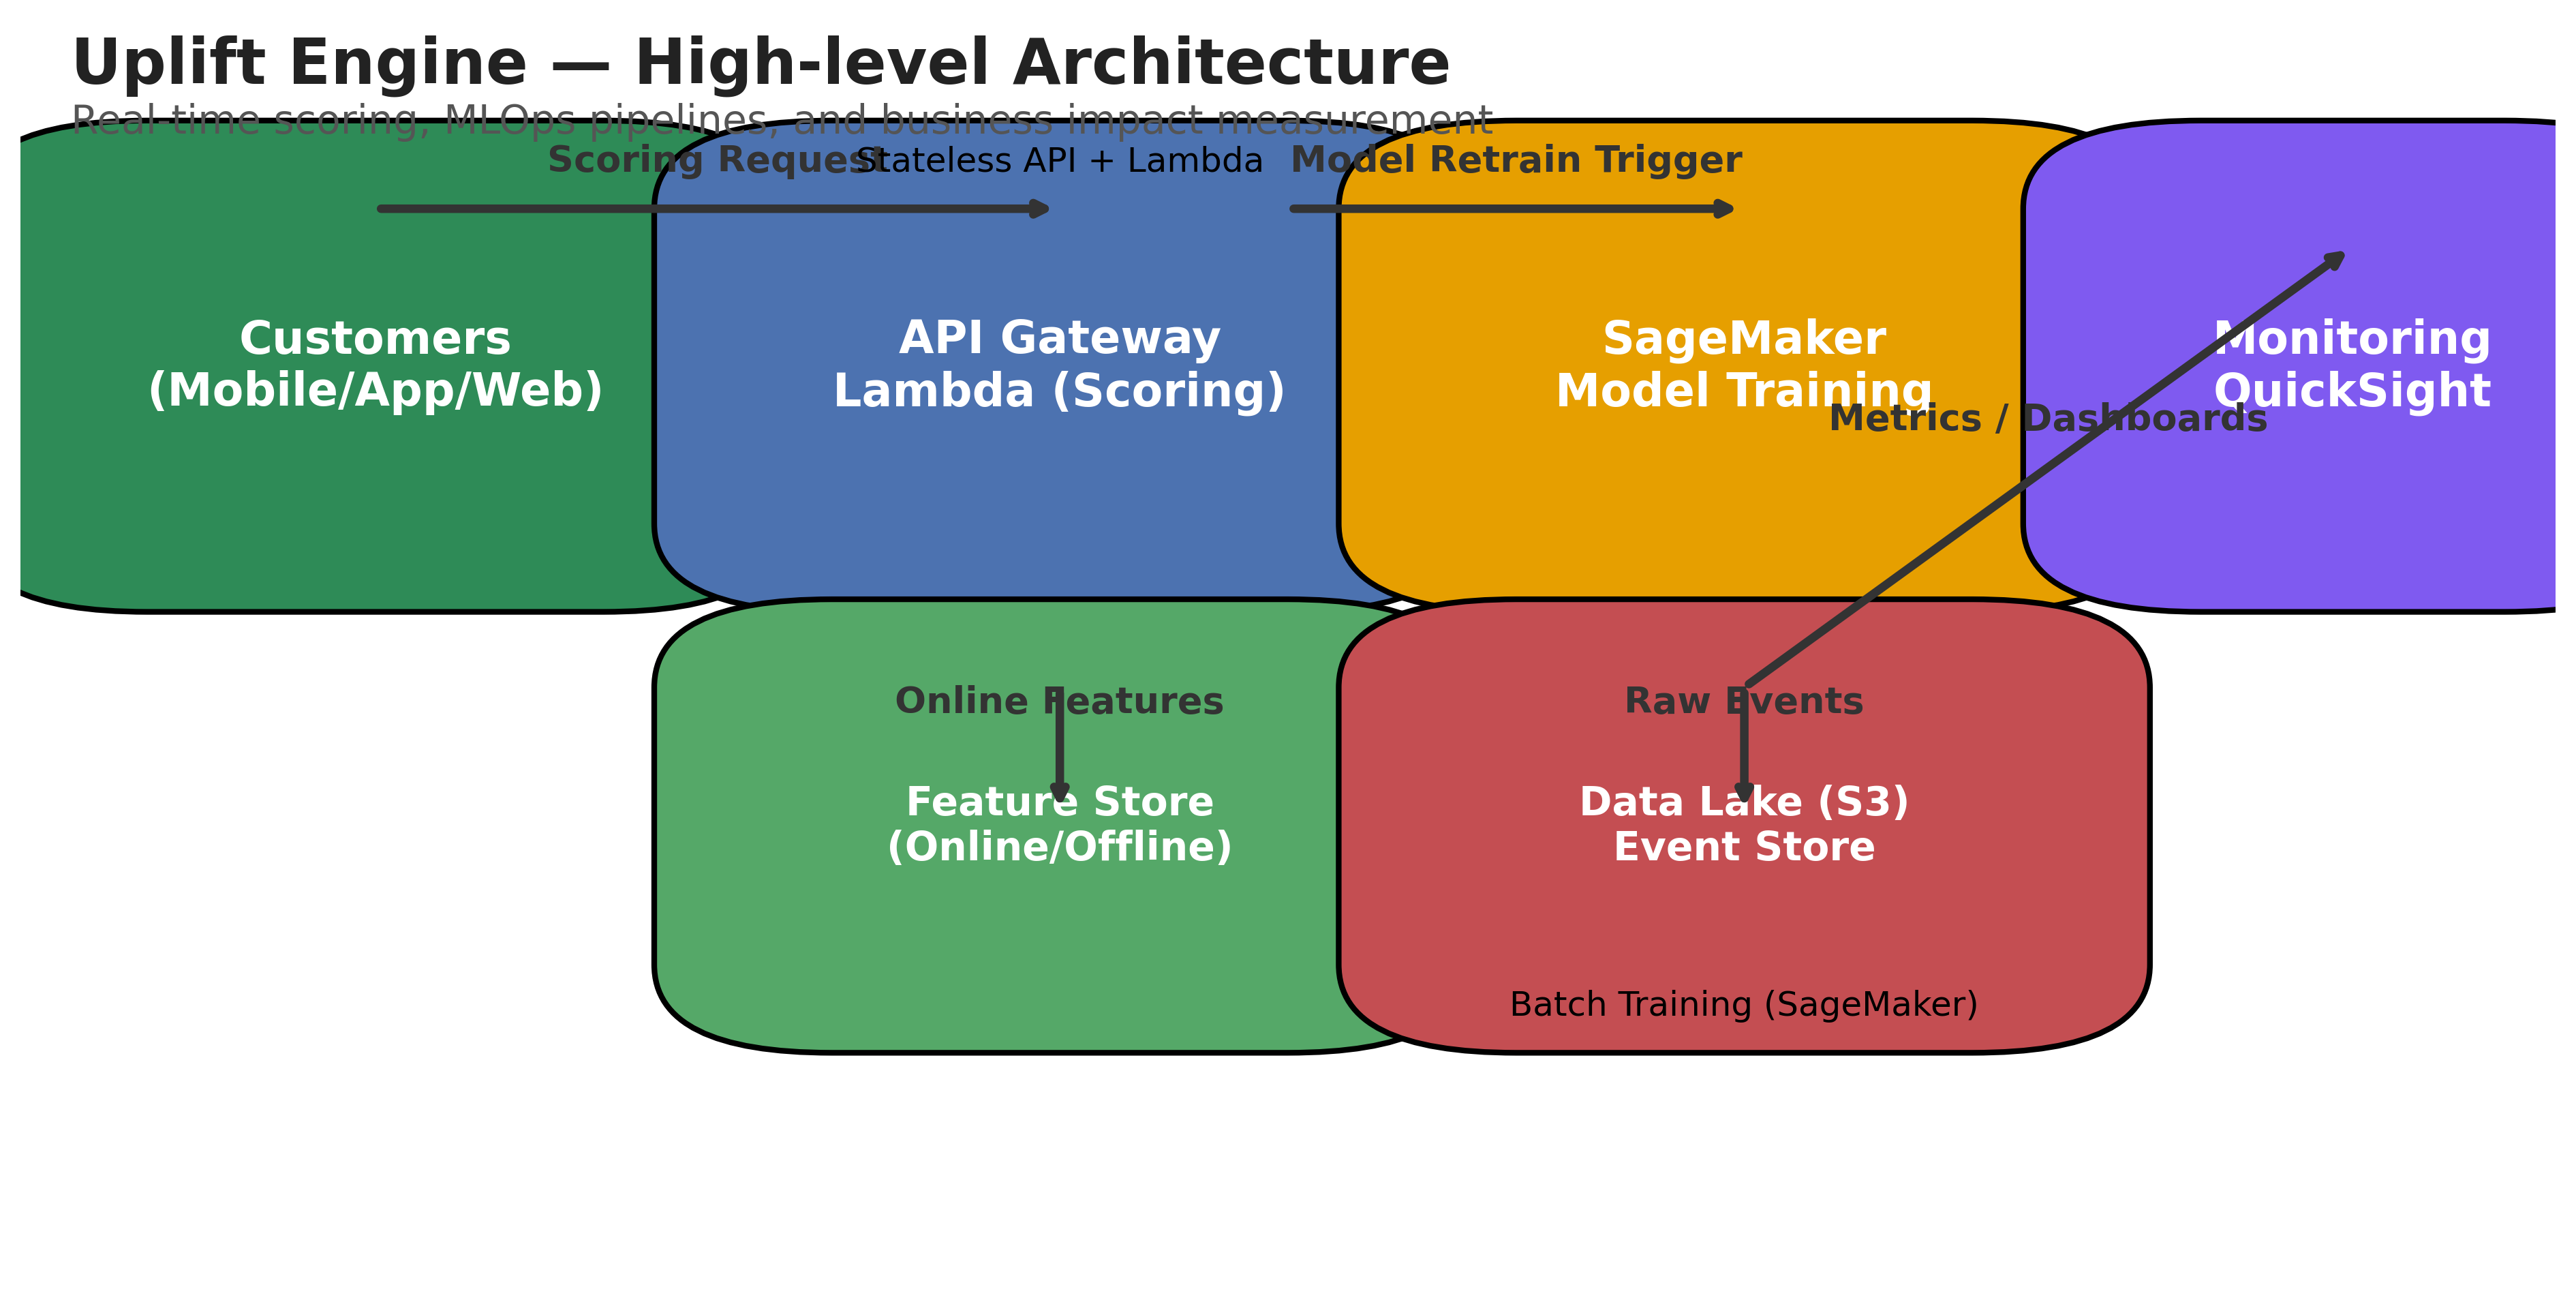 Uplift Engine — High-level Architecture
Real-time scoring, MLOps pipelines, and business impact measurement
Scoring Request
Stateless API + Lambda
Model Retrain Trigger
Customers
(Mobile/App/Web)
API Gateway
Lambda (Scoring)
SageMaker
Model Training
Monitoring
QuickSight
Metrics / Dashboards
Online Features
Raw Events
Feature Store
(Online/Offline)
Data Lake (S3)
Event Store
Batch Training (SageMaker)